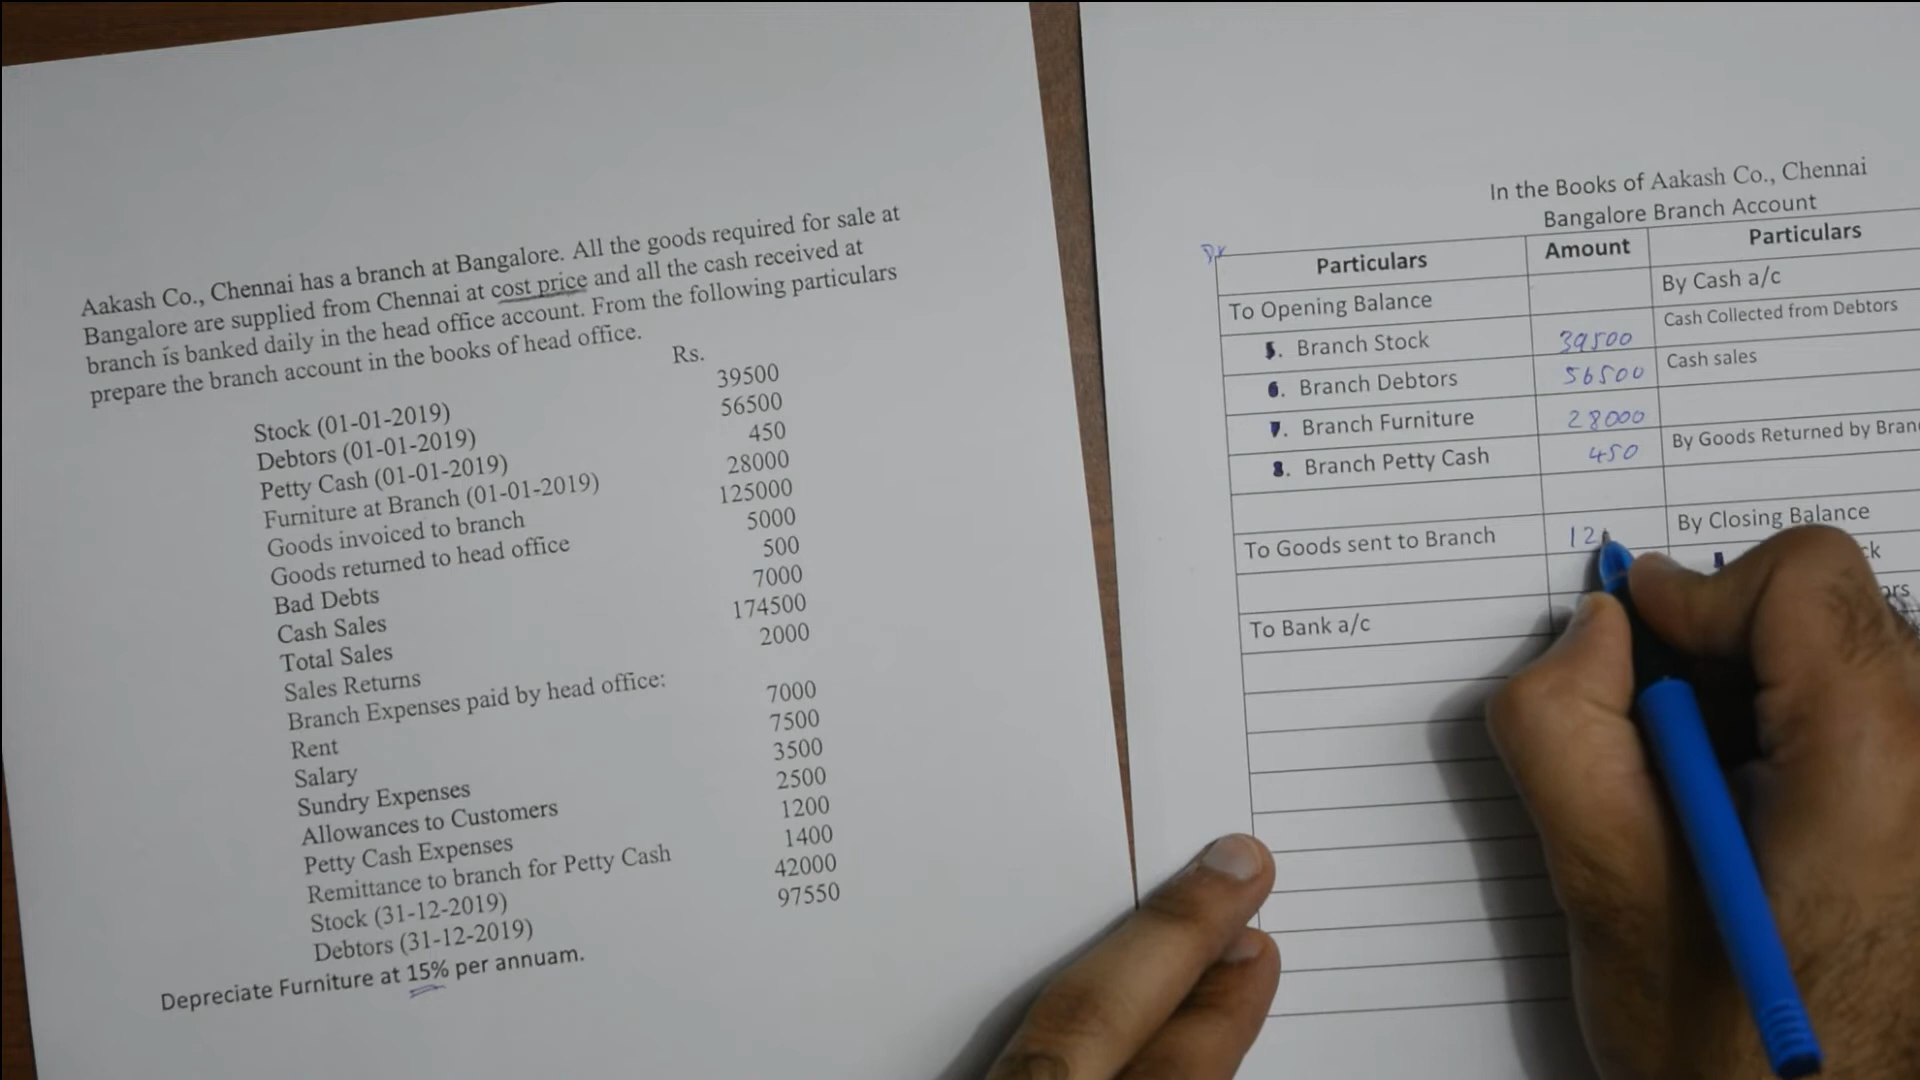 Aakash Co., Chennai has a branch at Bangalore. All the goods required for sale at
Bangalore are supplied from Chennai at cost price and all the cash received at
branch is banked daily in the head office account. From the following particulars
prepare the branch account in the books of head office.
Rs.
Stock (01-01-2019) 39500
Debtors (01-01-2019) 56500
Petty Cash (01-01-2019) 450
Furniture at Branch (01-01-2019) 28000
Goods invoiced to branch 125000
Goods returned to head office 5000
Bad Debts 500
Cash Sales 7000
Total Sales 174500
Sales Returns 2000
Branch Expenses paid by head office:
Rent 7000
Salary 7500
Sundry Expenses 3500
Allowances to Customers 2500
Petty Cash Expenses 1200
Remittance to branch for Petty Cash 1400
Stock (31-12-2019) 42000
Debtors (31-12-2019) 97550
Depreciate Furniture at 15% per annuam.
In the Books of Aakash Co., Chennai
Bangalore Branch Account
Dr
Particulars Amount Particulars
To Opening Balance By Cash a/c
5. Branch Stock 39500 Cash Collected from Debtors
6. Branch Debtors 56500 Cash sales
7. Branch Furniture 28000
8. Branch Petty Cash 450 By Goods Returned by Bran
To Goods sent to Branch 12 By Closing Balance
ck
To Bank a/c ors